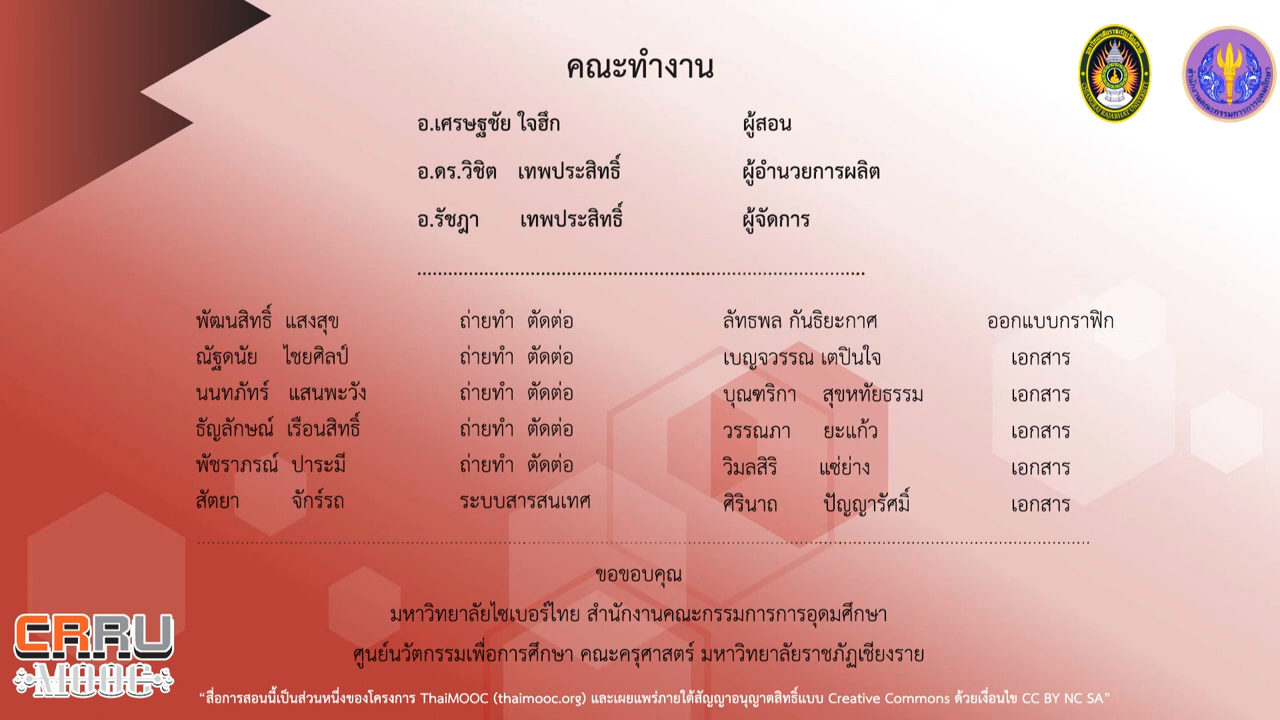 คณะทำงาน
อ.เศรษฐชัย ใจฮึก ผู้สอน
อ.ดร.วิชิต เทพประสิทธิ์ ผู้อำนวยการผลิต
อ.รัชฎา เทพประสิทธิ์ ผู้จัดการ
พัฒนสิทธิ์ แสงสุข ถ่ายทำ ตัดต่อ ลัทธพล กันธิยะกาศ ออกแบบกราฟิก
ณัฐดนัย ไชยศิลป์ ถ่ายทำ ตัดต่อ เบญจวรรณ เตปินใจ เอกสาร
นนทภัทร์ แสนพะวัง ถ่ายทำ ตัดต่อ บุณฑริกา สุขหทัยธรรม เอกสาร
ธัญลักษณ์ เรือนสิทธิ์ ถ่ายทำ ตัดต่อ วรรณภา ยะแก้ว เอกสาร
พัชราภรณ์ ปาระมี ถ่ายทำ ตัดต่อ วิมลสิริ แซ่ย่าง เอกสาร
สัตยา จักร์รถ ระบบสารสนเทศ ศิรินาถ ปัญญารัศมิ์ เอกสาร
ขอขอบคุณ
มหาวิทยาลัยไซเบอร์ไทย สำนักงานคณะกรรมการการอุดมศึกษา
ศูนย์นวัตกรรมเพื่อการศึกษา คณะครุศาสตร์ มหาวิทยาลัยราชภัฏเชียงราย
CRRU
MOOC
“สื่อการสอนนี้เป็นส่วนหนึ่งของโครงการ ThaiMOOC (thaimooc.org) และเผยแพร่ภายใต้สัญญาอนุญาตสิทธิ์แบบ Creative Commons ด้วยเงื่อนไข CC BY NC SA”